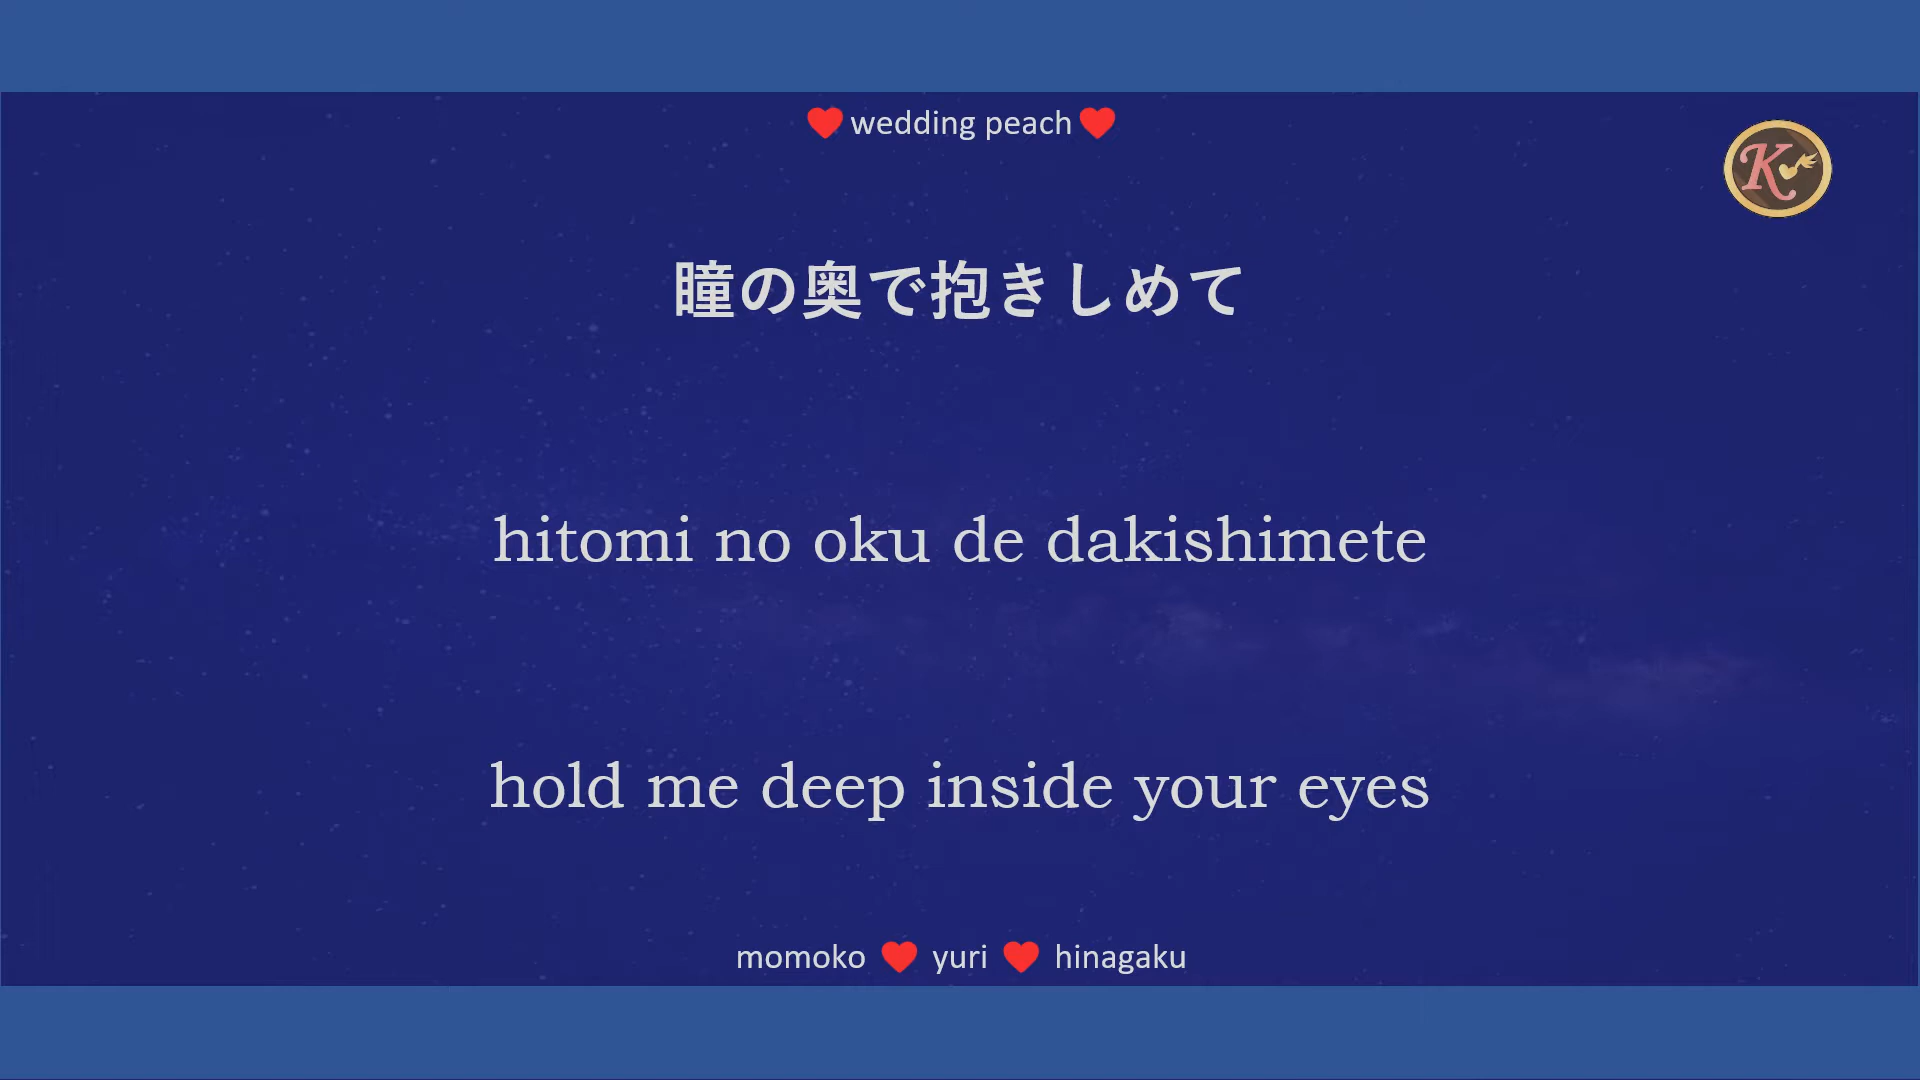 ❤ wedding peach ❤
K
瞳の奥で抱きしめて
hitomi no oku de dakishimete
hold me deep inside your eyes
momoko ❤ yuri ❤ hinagaku